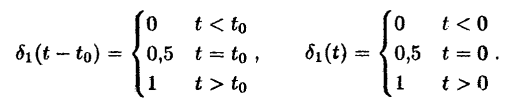 δ₁(t − t₀) = { 0 t < t₀; 0,5 t = t₀; 1 t > t₀ , δ₁(t) = { 0 t < 0; 0,5 t = 0; 1 t > 0 .